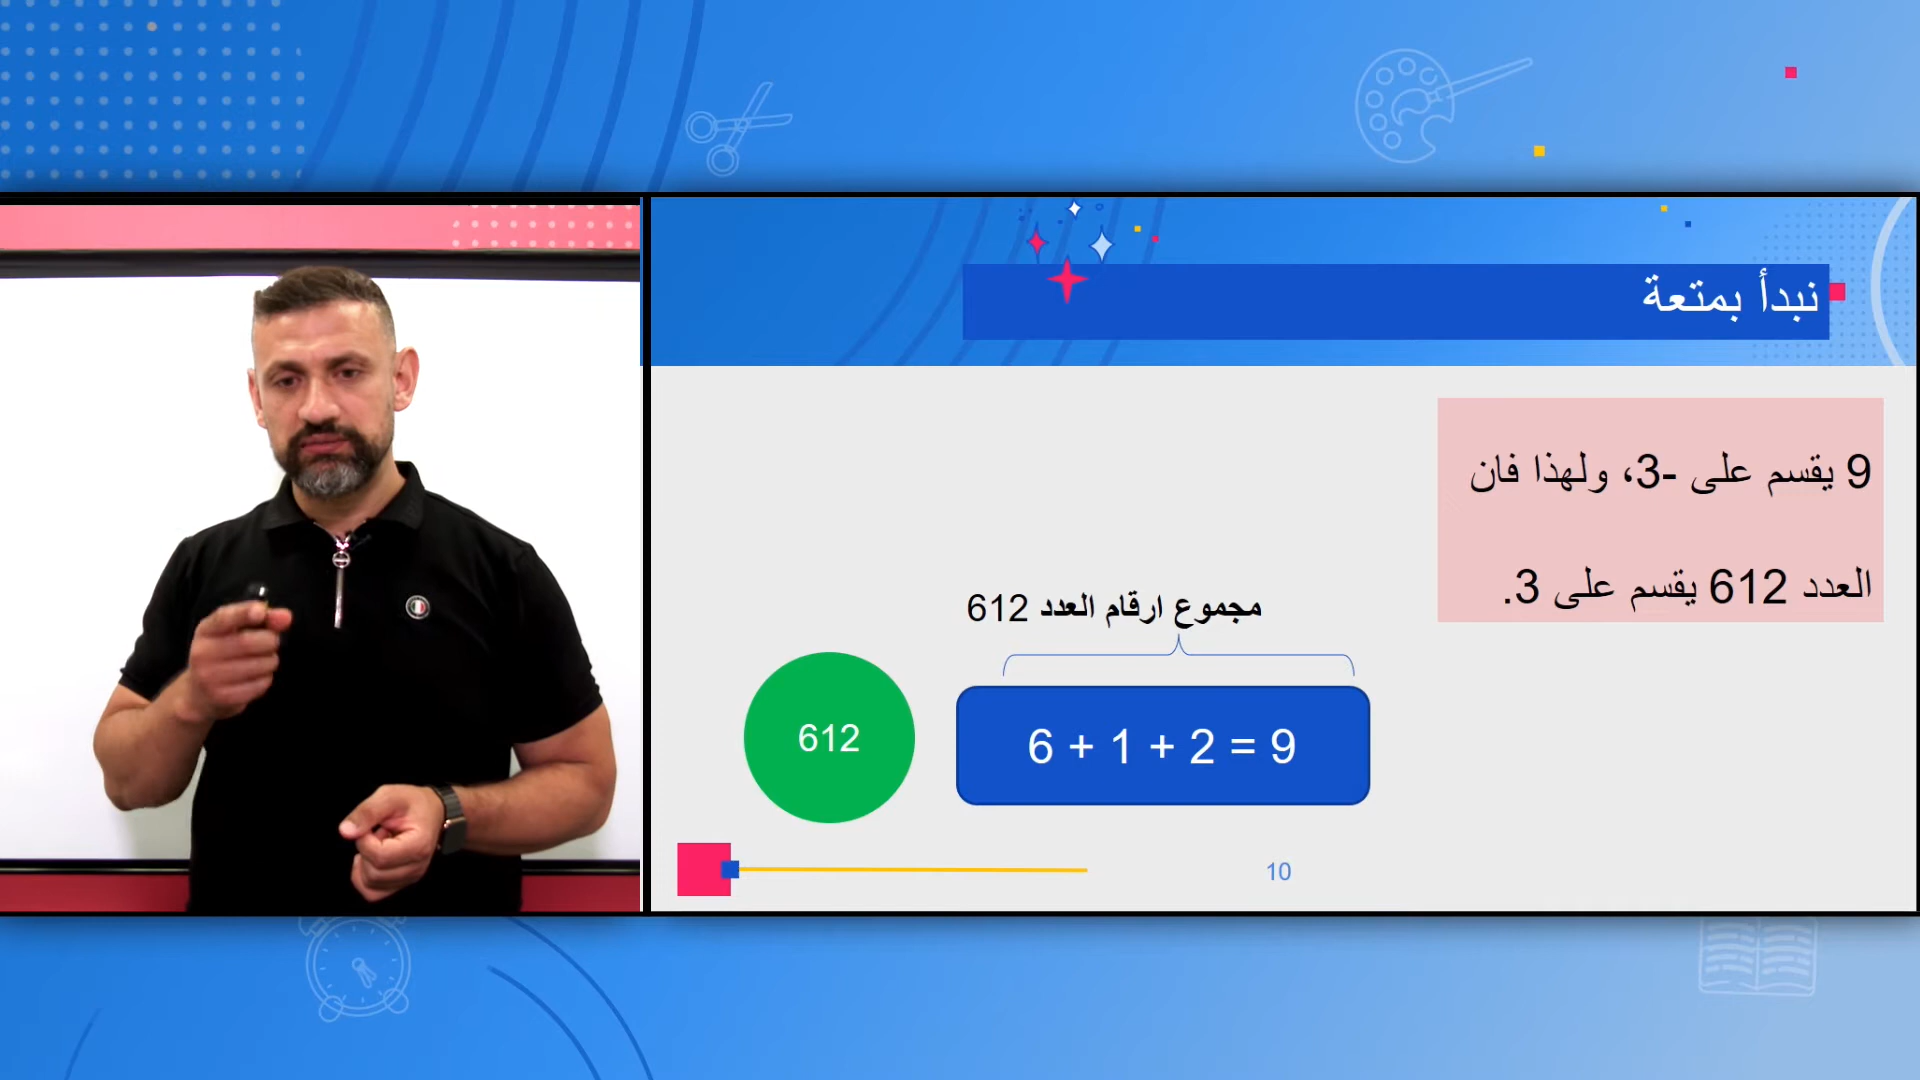 نبدأ بمتعة
9 يقسم على -3، ولهذا فان
العدد 612 يقسم على 3.
مجموع ارقام العدد 612
612
6 + 1 + 2 = 9
10